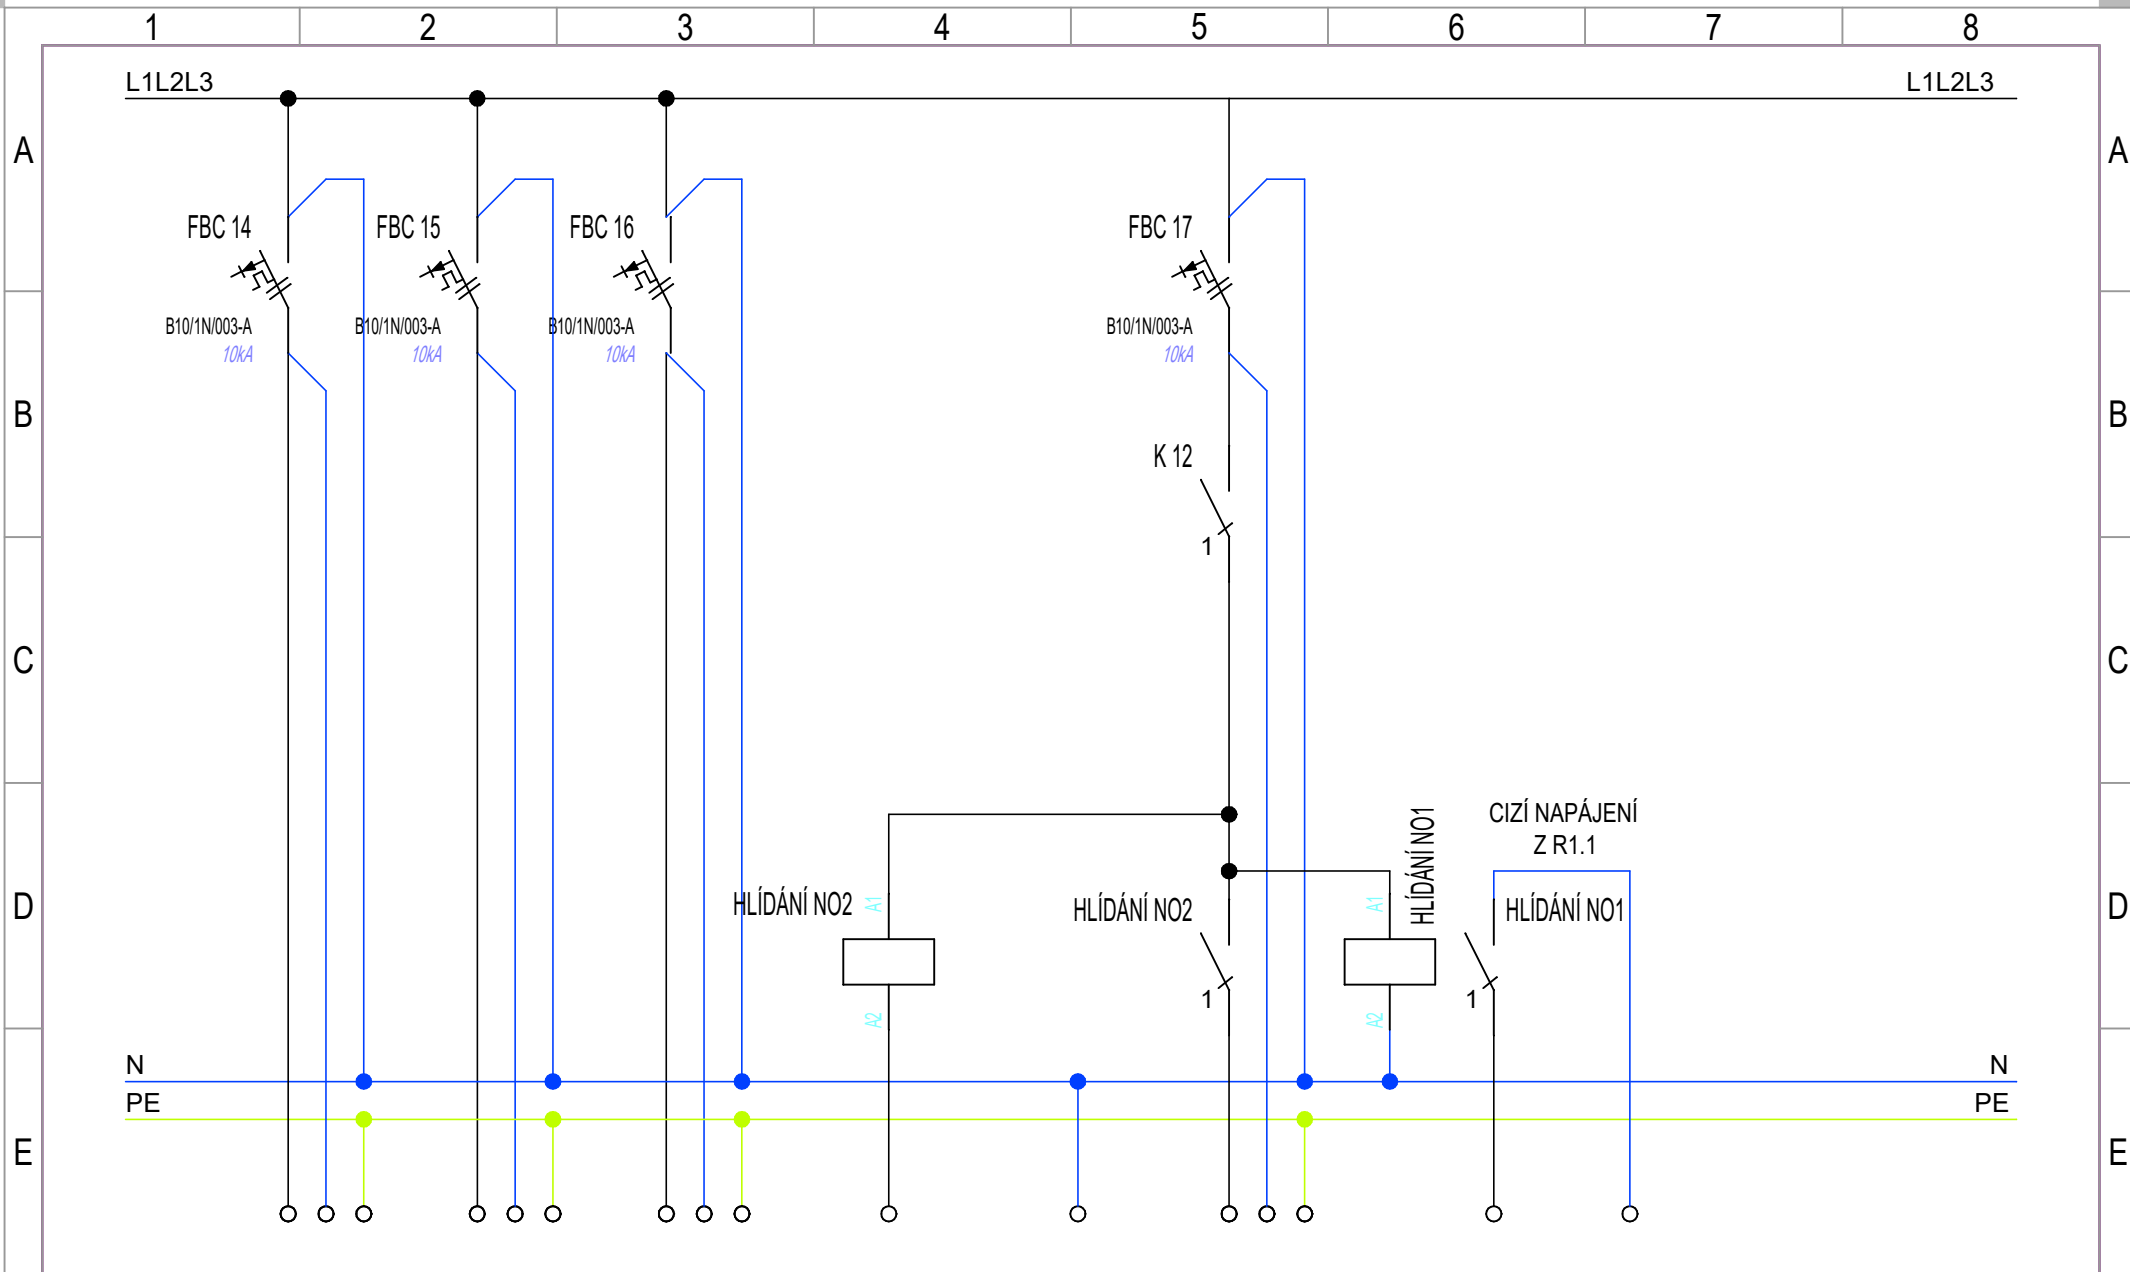 1 2 3 4 5 6 7 8
L1L2L3 L1L2L3
A A
FBC 14 FBC 15 FBC 16 FBC 17
B10/1N/003-A B10/1N/003-A B10/1N/003-A B10/1N/003-A
10kA 10kA 10kA 10kA
B B
K 12
1
C C
CIZÍ NAPÁJENÍ
Z R1.1
HLÍDÁNÍ NO1
HLÍDÁNÍ NO2 A1 HLÍDÁNÍ NO2 A1 HLÍDÁNÍ NO1
D D
1 1
A2 A2
N N
PE PE
E E